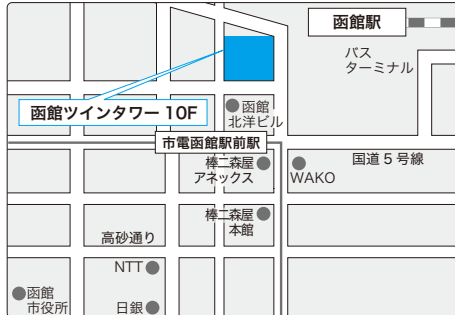 函館駅
バス
ターミナル
函館ツインタワー 10F
函館
北洋ビル
市電函館駅前駅
国道5号線
棒二森屋
アネックス
WAKO
棒二森屋
本館
高砂通り
NTT
函館
市役所
日銀